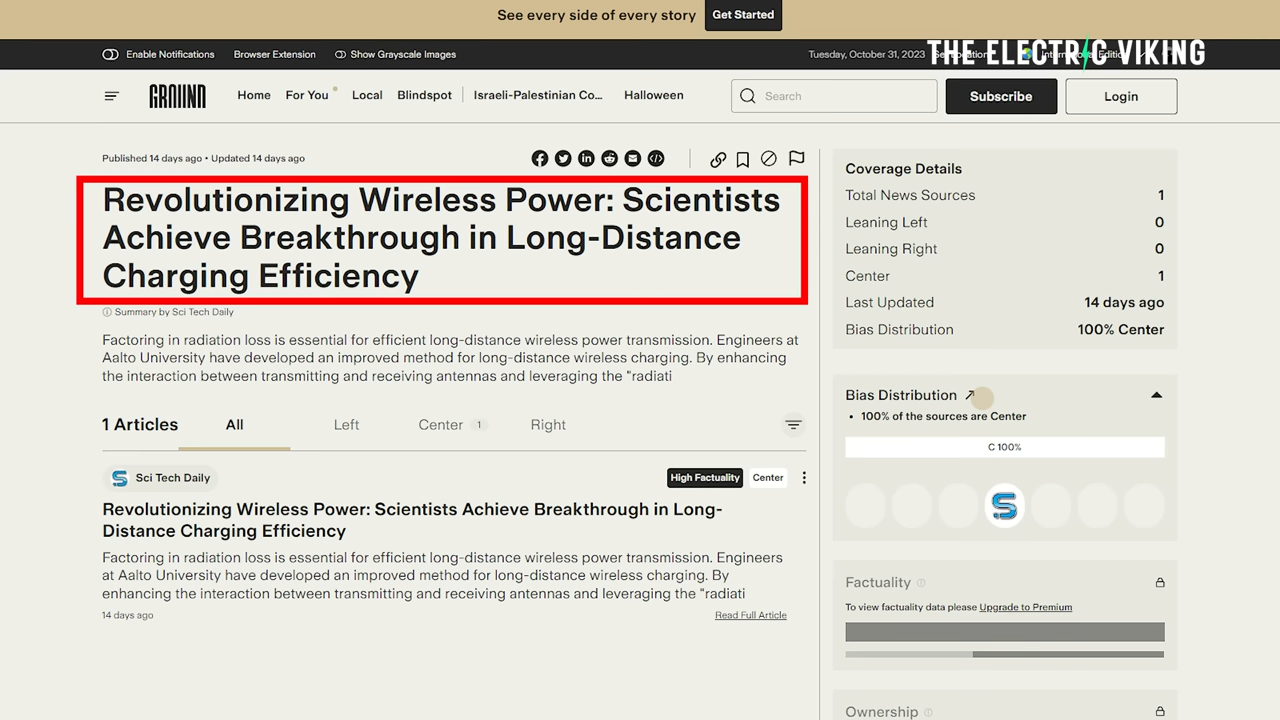 See every side of every story
Get Started
Enable Notifications
Browser Extension
Show Grayscale Images
Tuesday, October 31, 2023
THE ELECTRIC VIKING
GROUND
Home
For You
Local
Blindspot
Israeli-Palestinian Co...
Halloween
Search
Subscribe
Login
Published 14 days ago • Updated 14 days ago
Revolutionizing Wireless Power: Scientists
Achieve Breakthrough in Long-Distance
Charging Efficiency
Summary by Sci Tech Daily
Factoring in radiation loss is essential for efficient long-distance wireless power transmission. Engineers at
Aalto University have developed an improved method for long-distance wireless charging. By enhancing
the interaction between transmitting and receiving antennas and leveraging the "radiati
1 Articles
All
Left
Center 1
Right
Sci Tech Daily
High Factuality
Center
Revolutionizing Wireless Power: Scientists Achieve Breakthrough in Long-
Distance Charging Efficiency
Factoring in radiation loss is essential for efficient long-distance wireless power transmission. Engineers
at Aalto University have developed an improved method for long-distance wireless charging. By
enhancing the interaction between transmitting and receiving antennas and leveraging the "radiati
14 days ago
Read Full Article
Coverage Details
Total News Sources 1
Leaning Left 0
Leaning Right 0
Center 1
Last Updated 14 days ago
Bias Distribution 100% Center
Bias Distribution
• 100% of the sources are Center
C 100%
Factuality
To view factuality data please Upgrade to Premium
Ownership